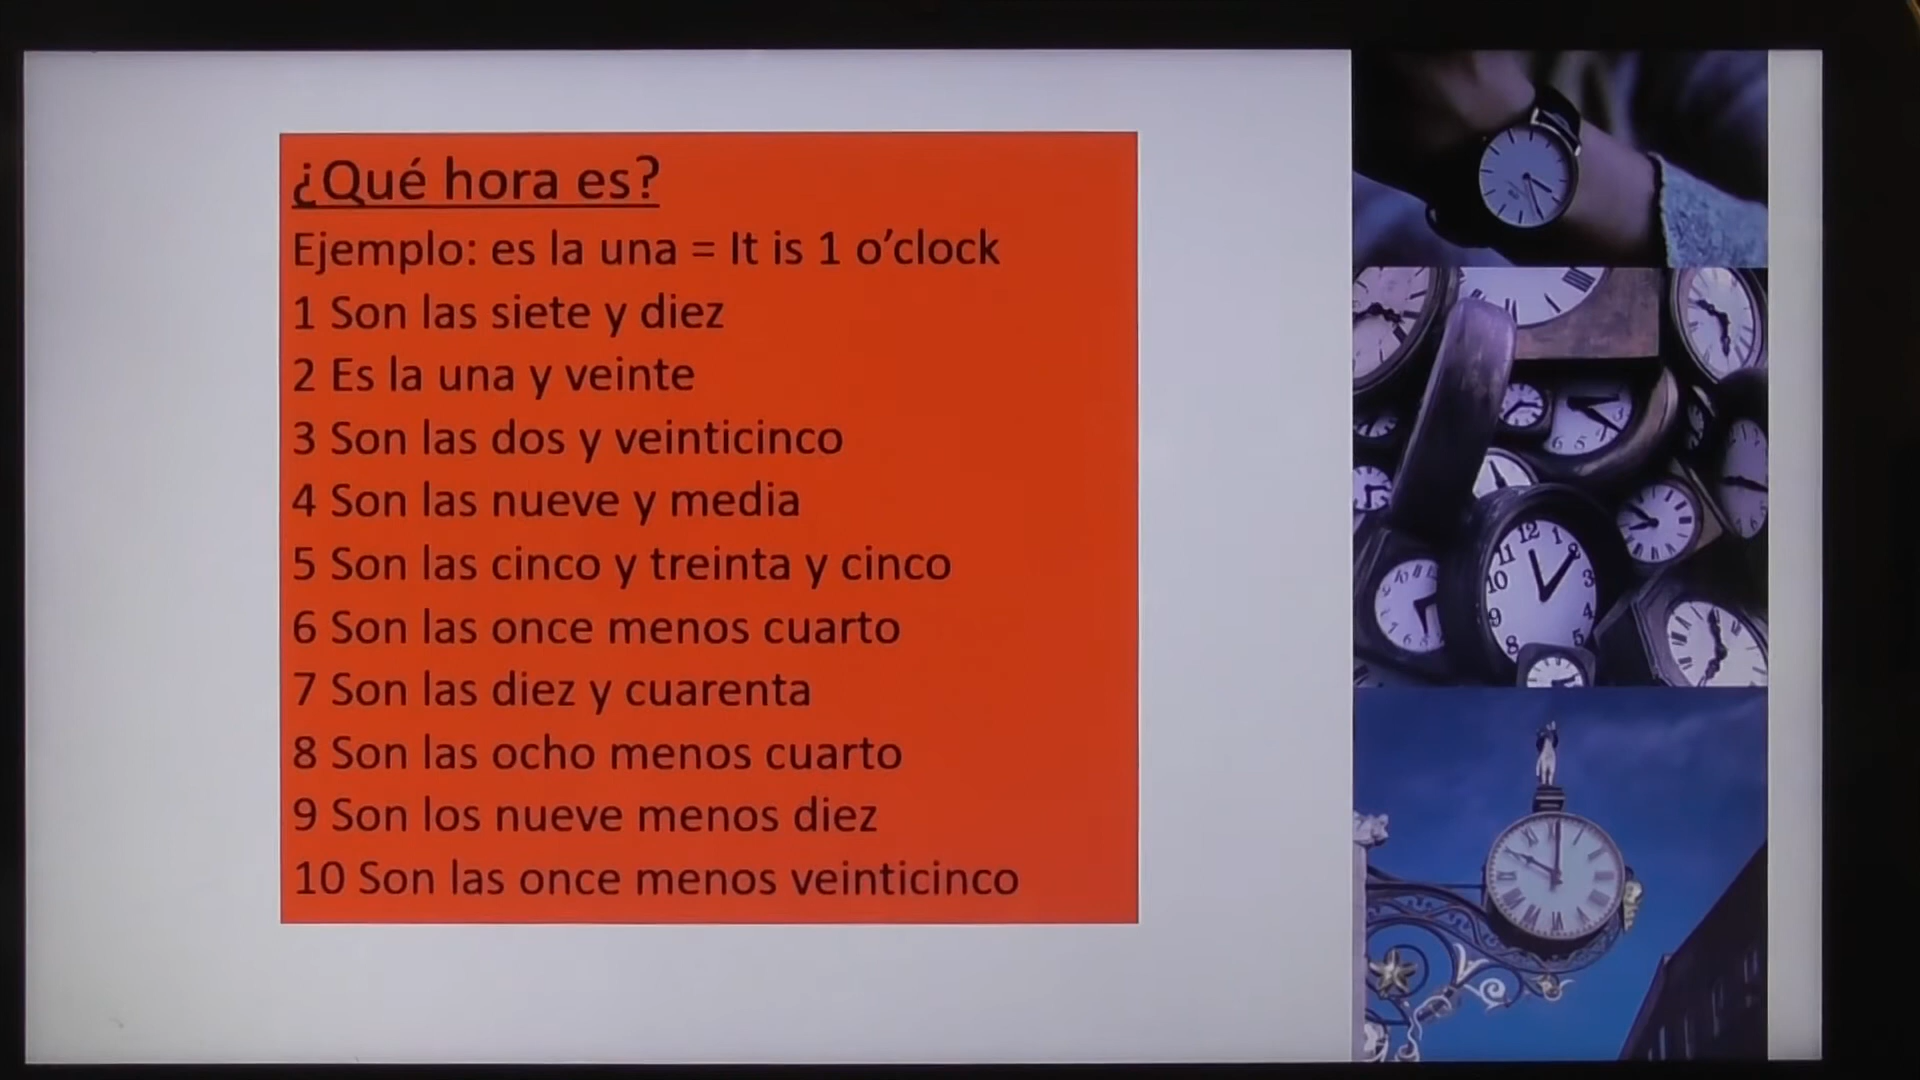 ¿Qué hora es?
Ejemplo: es la una = It is 1 o’clock
1 Son las siete y diez
2 Es la una y veinte
3 Son las dos y veinticinco
4 Son las nueve y media
5 Son las cinco y treinta y cinco
6 Son las once menos cuarto
7 Son las diez y cuarenta
8 Son las ocho menos cuarto
9 Son los nueve menos diez
10 Son las once menos veinticinco